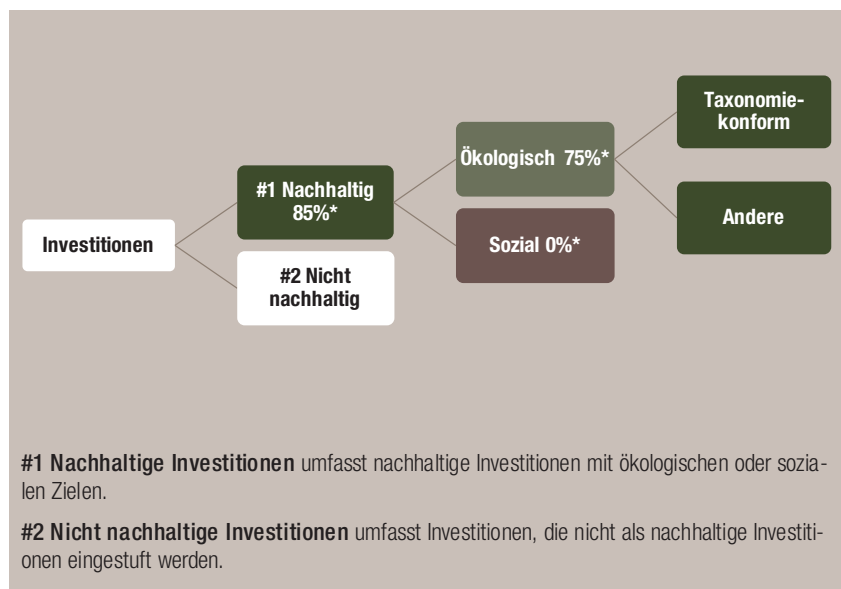 Taxonomie-
konform
Ökologisch 75%*
#1 Nachhaltig
85%*
Andere
Sozial 0%*
Investitionen
#2 Nicht
nachhaltig
#1 Nachhaltige Investitionen umfasst nachhaltige Investitionen mit ökologischen oder sozia-
len Zielen.
#2 Nicht nachhaltige Investitionen umfasst Investitionen, die nicht als nachhaltige Investiti-
onen eingestuft werden.